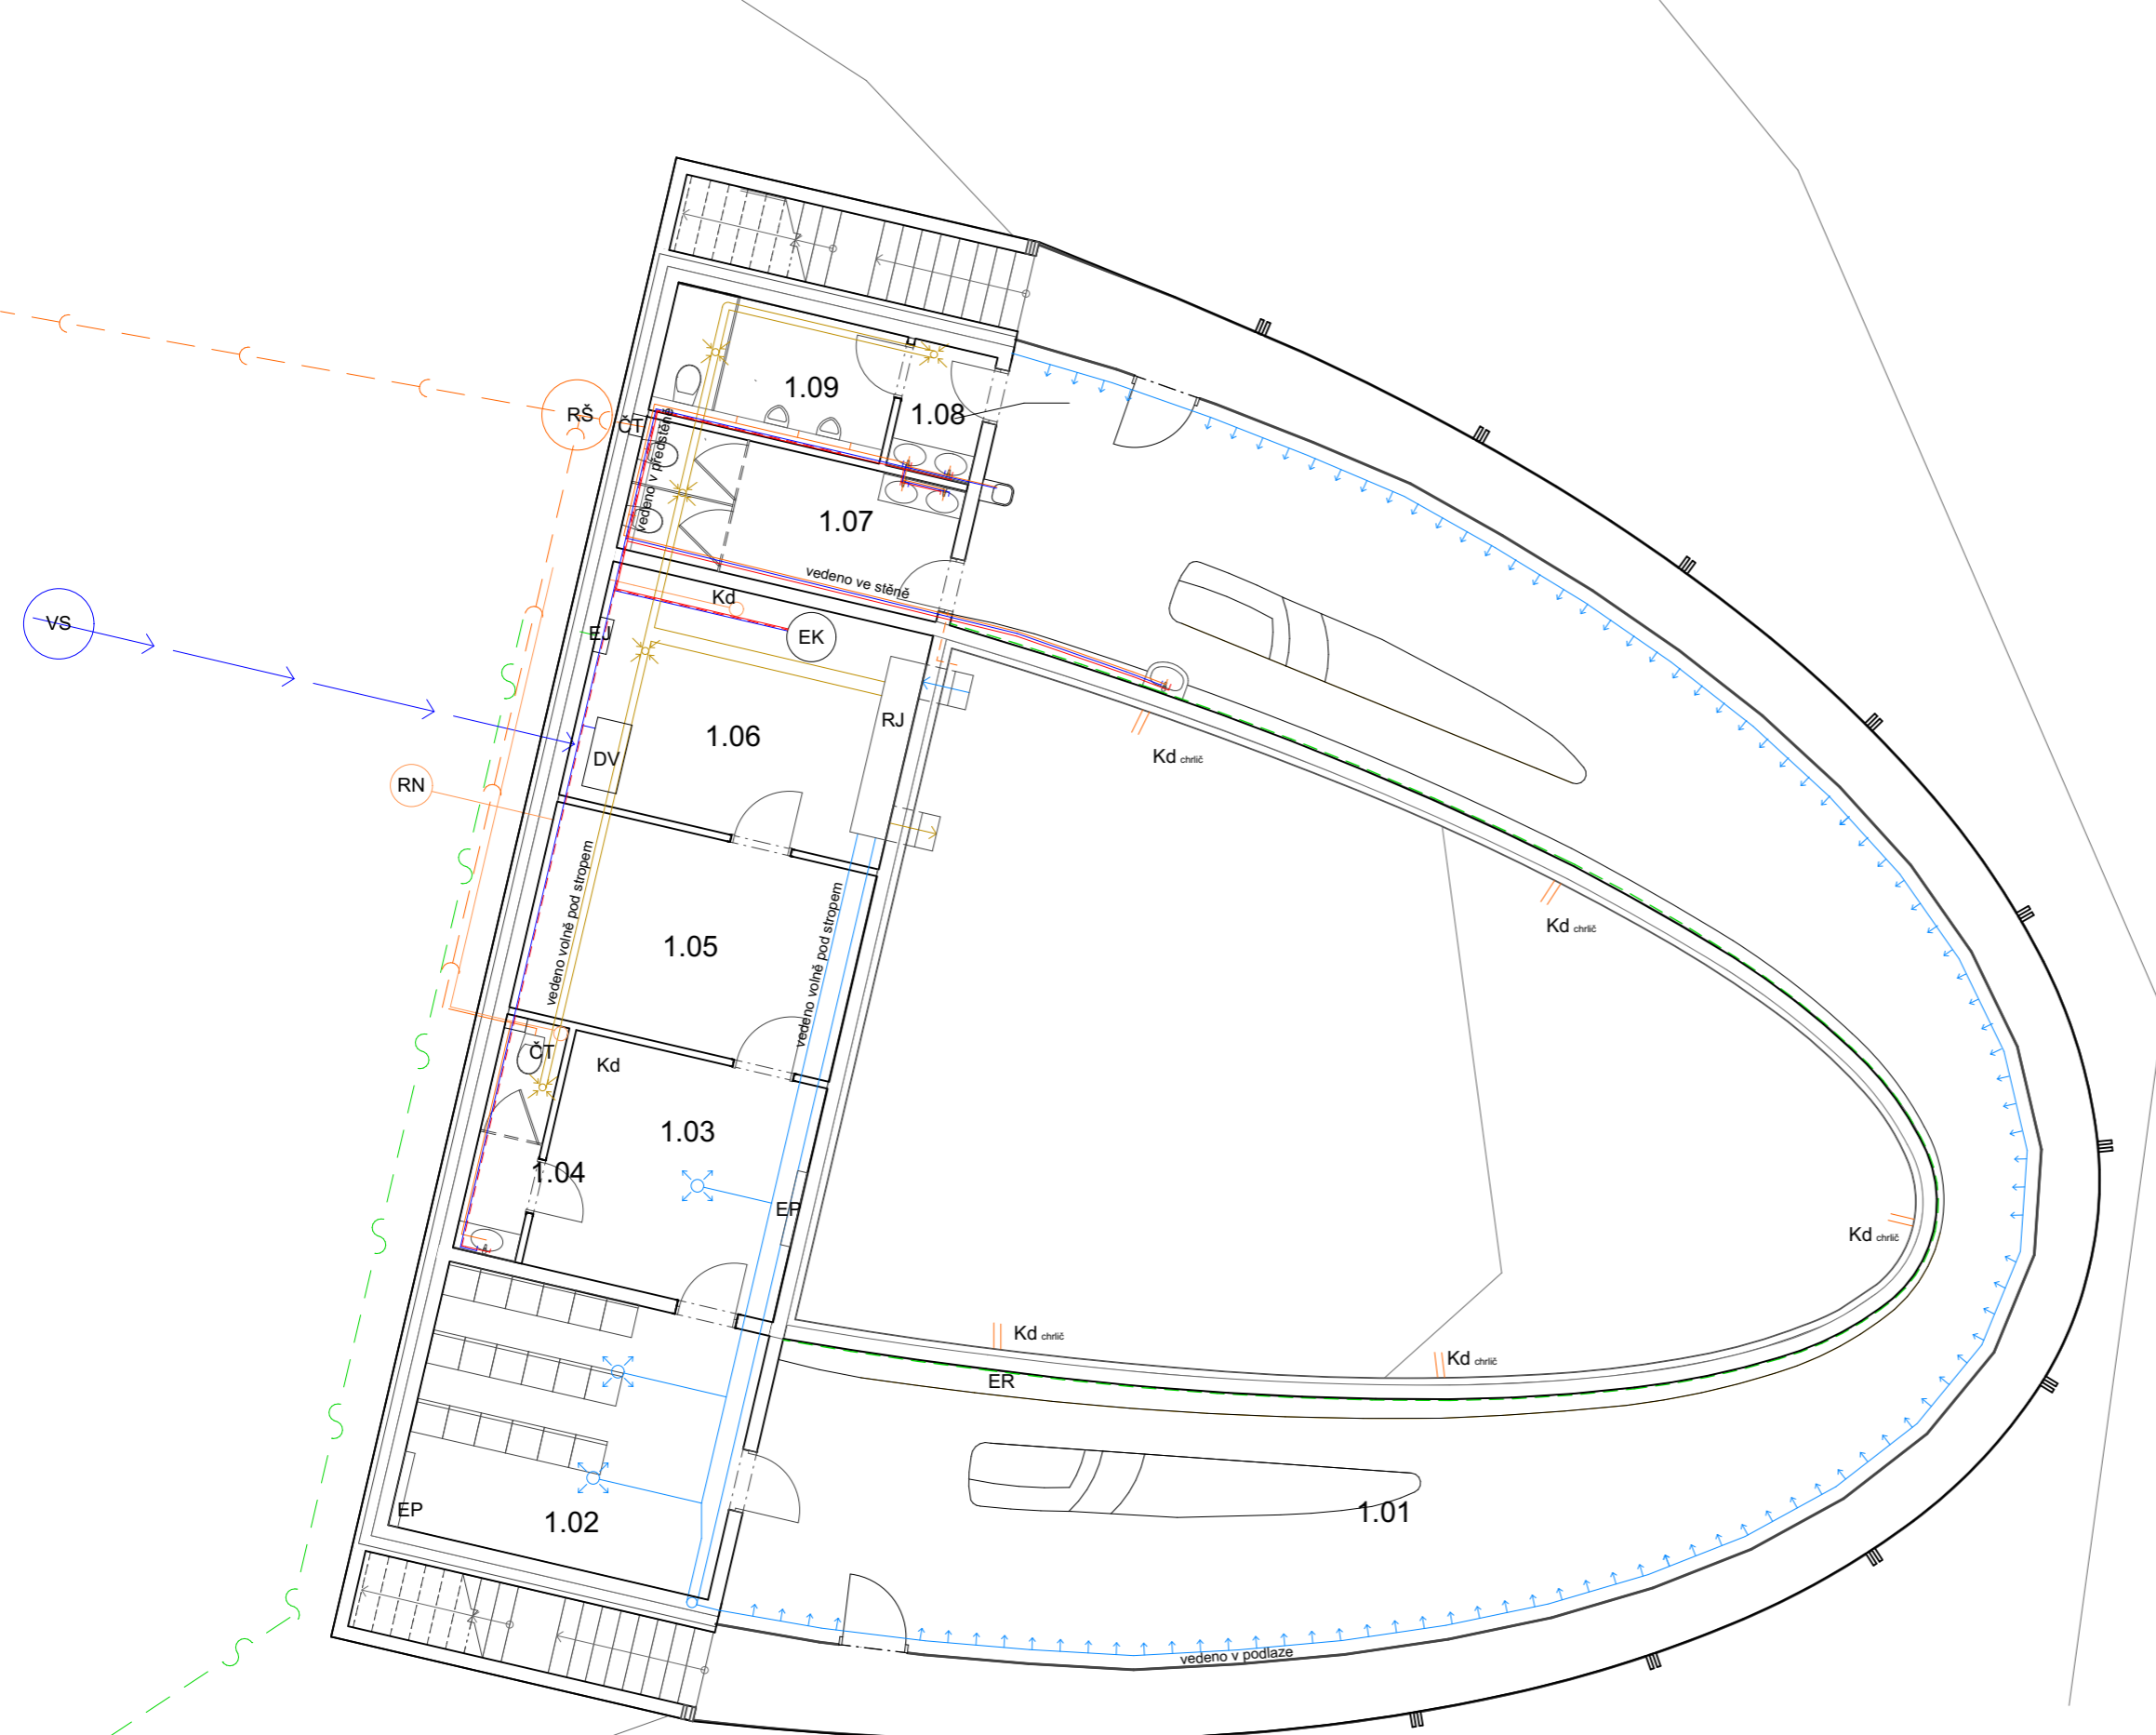 1.09
1.08
RŠ
ČT
vedeno v předstěně
1.07
vedeno ve stěně
Kd
VS
EJ
EK
RJ
1.06
DV
Kd chrlič
RN
Kd chrlič
vedeno volně pod stropem
vedeno volně pod stropem
1.05
ČT
Kd
1.03
1.04
EP
Kd chrlič
Kd chrlič
Kd chrlič
ER
EP
1.02
1.01
vedeno v podlaze